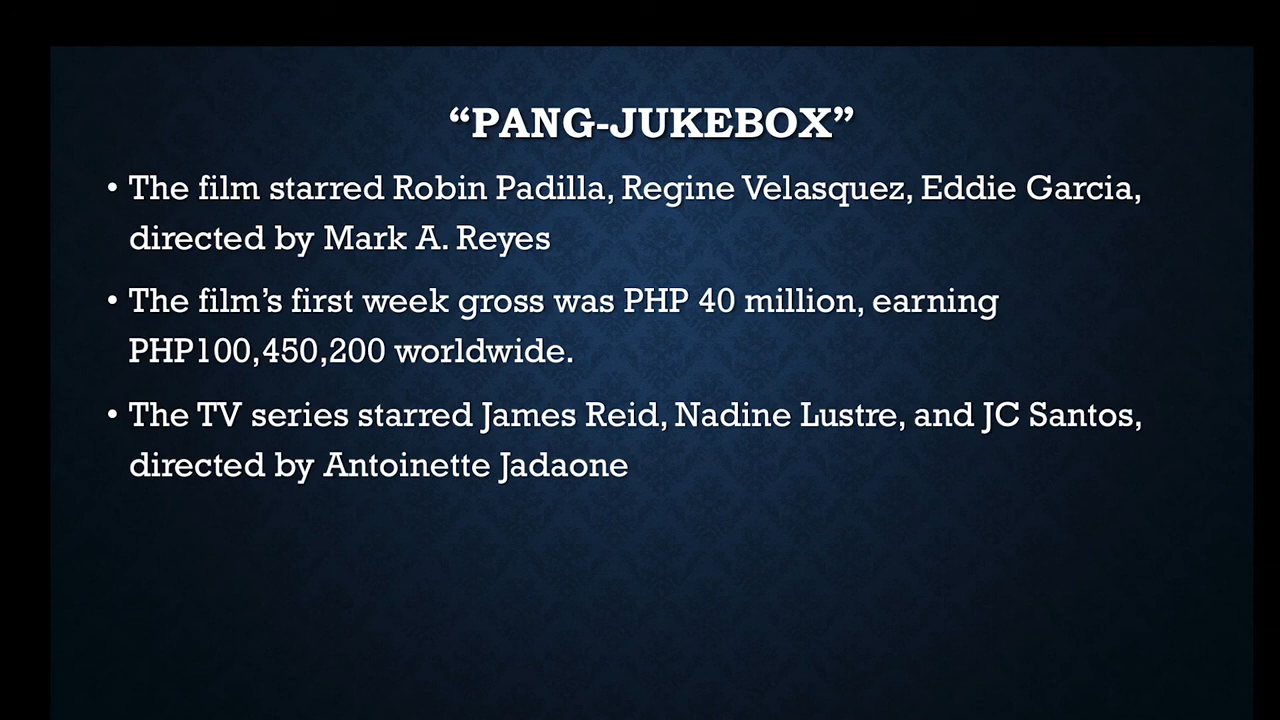 “PANG-JUKEBOX”
• The film starred Robin Padilla, Regine Velasquez, Eddie Garcia,
directed by Mark A. Reyes
• The film’s first week gross was PHP 40 million, earning
PHP100,450,200 worldwide.
• The TV series starred James Reid, Nadine Lustre, and JC Santos,
directed by Antoinette Jadaone